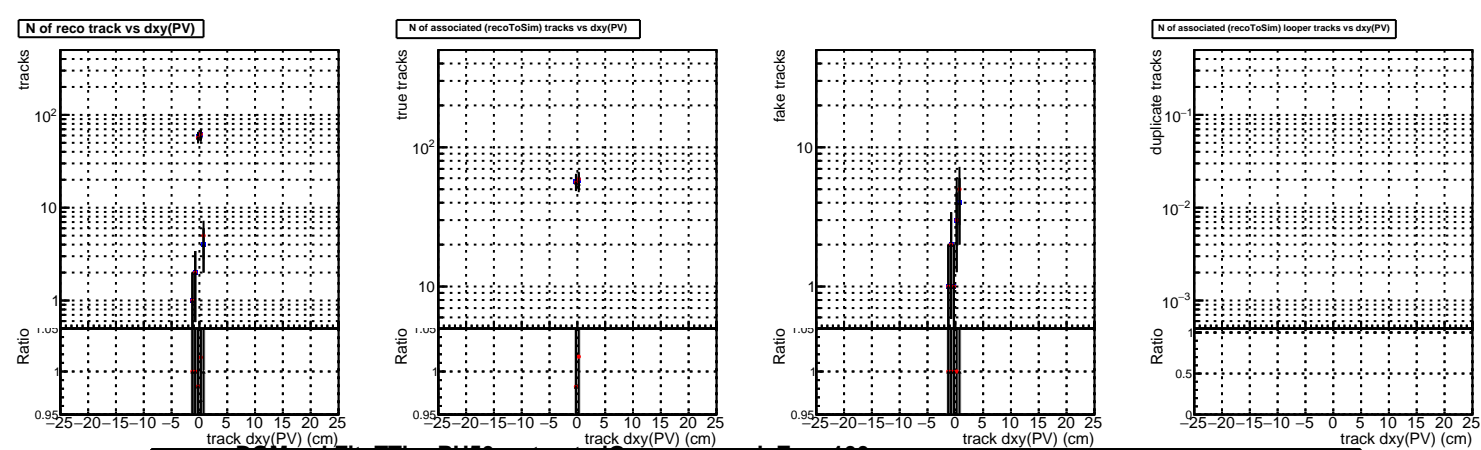 N of reco track vs dxy(PV)
N of associated (recoToSim) tracks vs dxy(PV)
N of associated (recoToSim) looper tracks vs dxy(PV)
tracks
10²
10
1
Ratio
1.05
1
0.95
−25 −20 −15 −10 −5 0 5 10 15 20 25
track dxy(PV) (cm)
true tracks
10²
10
Ratio
1
0.95
−25 −20 −15 −10 −5 0 5 10 15 20 25
track dxy(PV) (cm)
fake tracks
10
1
Ratio
1.05
1
0.95
−25 −20 −15 −10 −5 0 5 10 15 20 25
track dxy(PV) (cm)
duplicate tracks
10⁻¹
10⁻²
10⁻³
Ratio
1
0.5
0
−25 −20 −15 −10 −5 0 5 10 15 20 25
track dxy(PV) (cm)